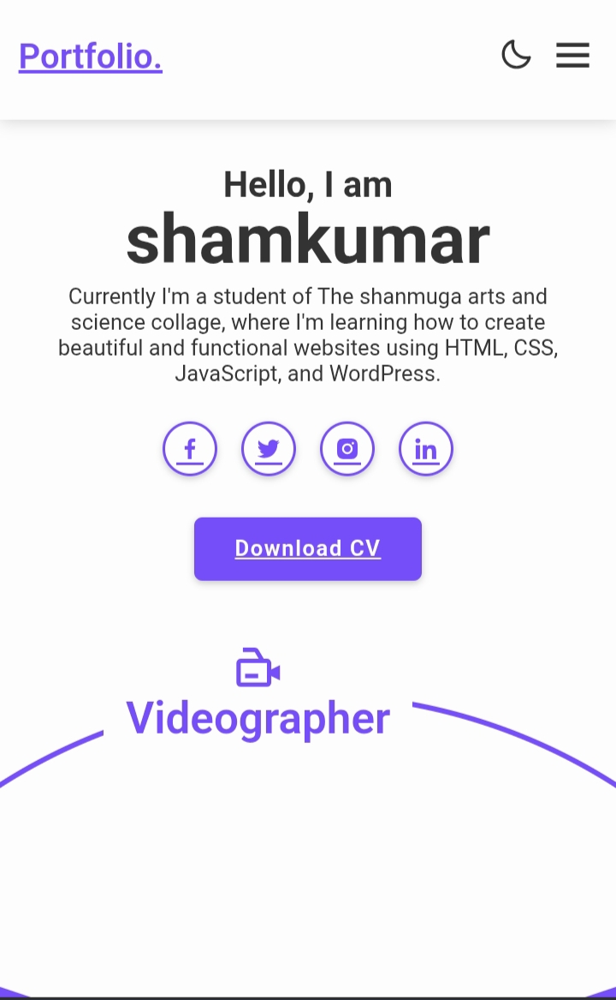 Portfolio.
Hello, I am
shamkumar
Currently I'm a student of The shanmuga arts and
science collage, where I'm learning how to create
beautiful and functional websites using HTML, CSS,
JavaScript, and WordPress.
Download CV
Videographer